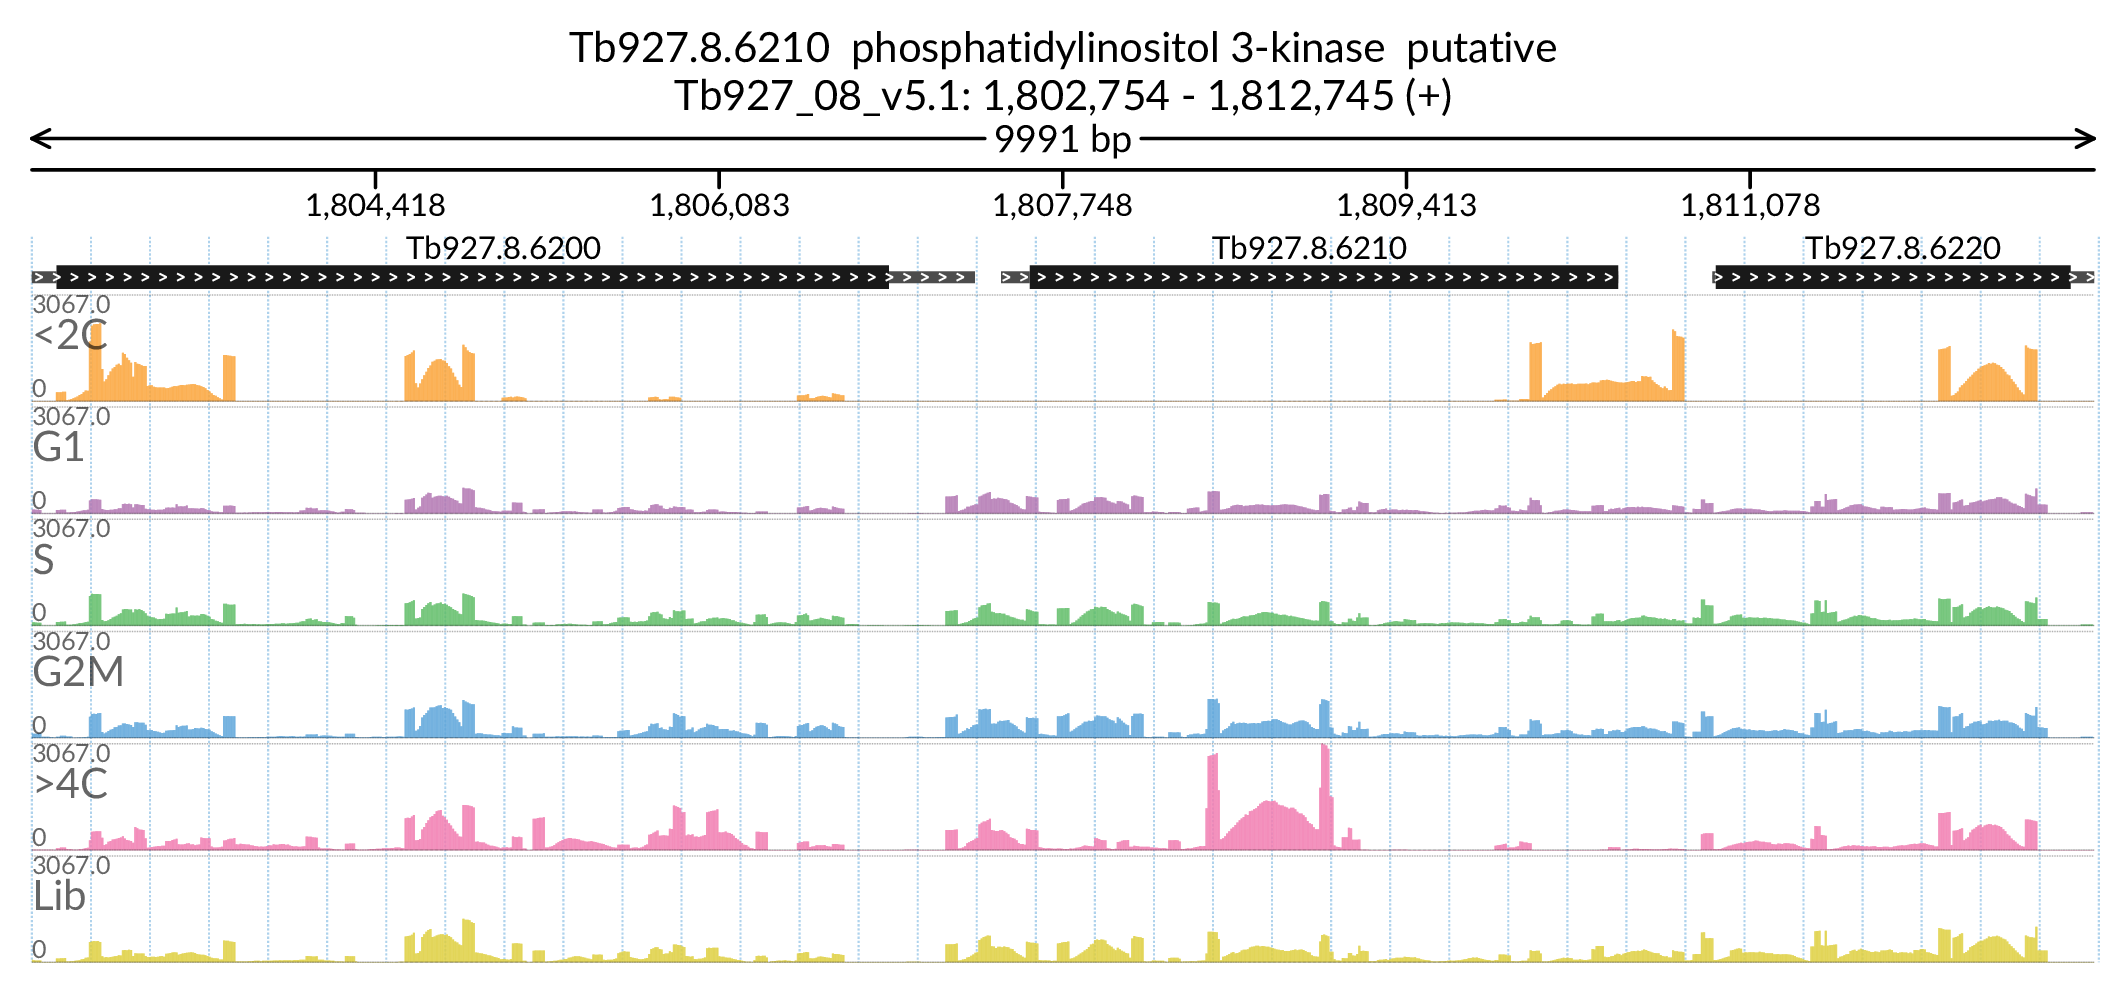 Tb927.8.6210 phosphatidylinositol 3-kinase putative
Tb927_08_v5.1: 1,802,754 - 1,812,745 (+)
9991 bp
1,804,418 1,806,083 1,807,748 1,809,413 1,811,078
Tb927.8.6200 Tb927.8.6210 Tb927.8.6220
3067.0
<2C
0
3067.0
G1
0
3067.0
S
0
3067.0
G2M
0
3067.0
>4C
0
3067.0
Lib
0